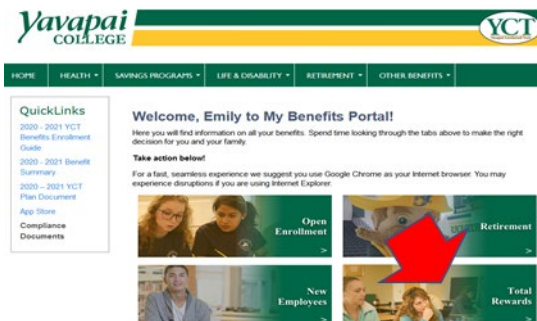 Yavapai
COLLEGE
YCT
HOME HEALTH SAVINGS PROGRAMS LIFE & DISABILITY RETIREMENT OTHER BENEFITS
QuickLinks
2020 - 2021 YCT
Benefits Enrollment
Guide
2020 - 2021 Benefit
Summary
2020 – 2021 YCT
Plan Document
App Store
Compliance
Documents
Welcome, Emily to My Benefits Portal!
Here you will find information on all your benefits. Spend time looking through the tabs above to make the right
decision for you and your family.
Take action below!
For a fast, seamless experience we suggest you use Google Chrome as your Internet browser. You may
experience disruptions if you are using Internet Explorer.
Open
Enrollment
>
Retirement
>
New
Employees
>
Total
Rewards
>